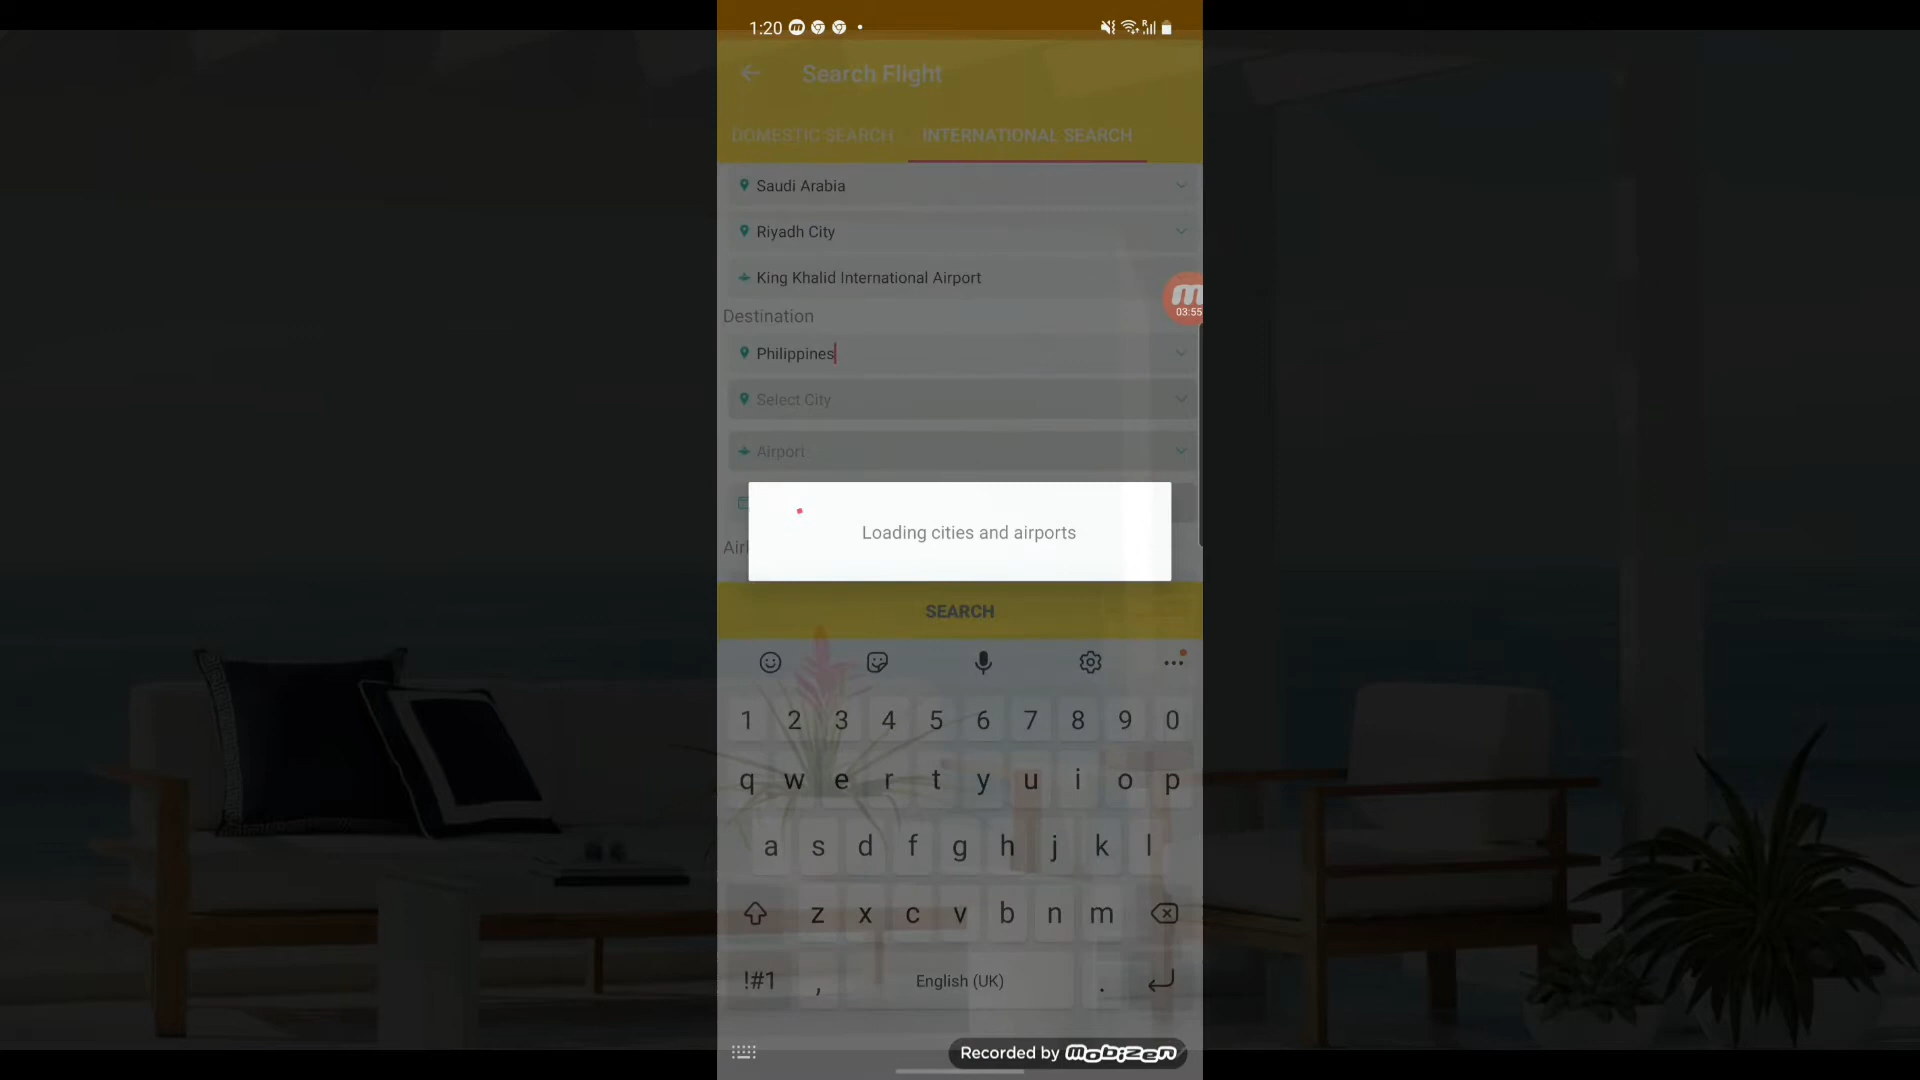 1:20
Search Flight
DOMESTIC SEARCH INTERNATIONAL SEARCH
Saudi Arabia
Riyadh City
King Khalid International Airport
03:55
Destination
Philippines
Select City
Airport
Loading cities and airports
SEARCH
1 2 3 4 5 6 7 8 9 0
q w e r t y u i o p
a s d f g h j k l
z x c v b n m
!#1 , English (UK) .
Recorded by mobizen